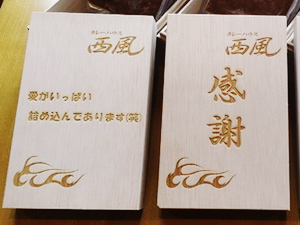 カレーハウス
西風
愛がいっぱい
詰め込んであります(笑)
カレーハウス
西風
感謝